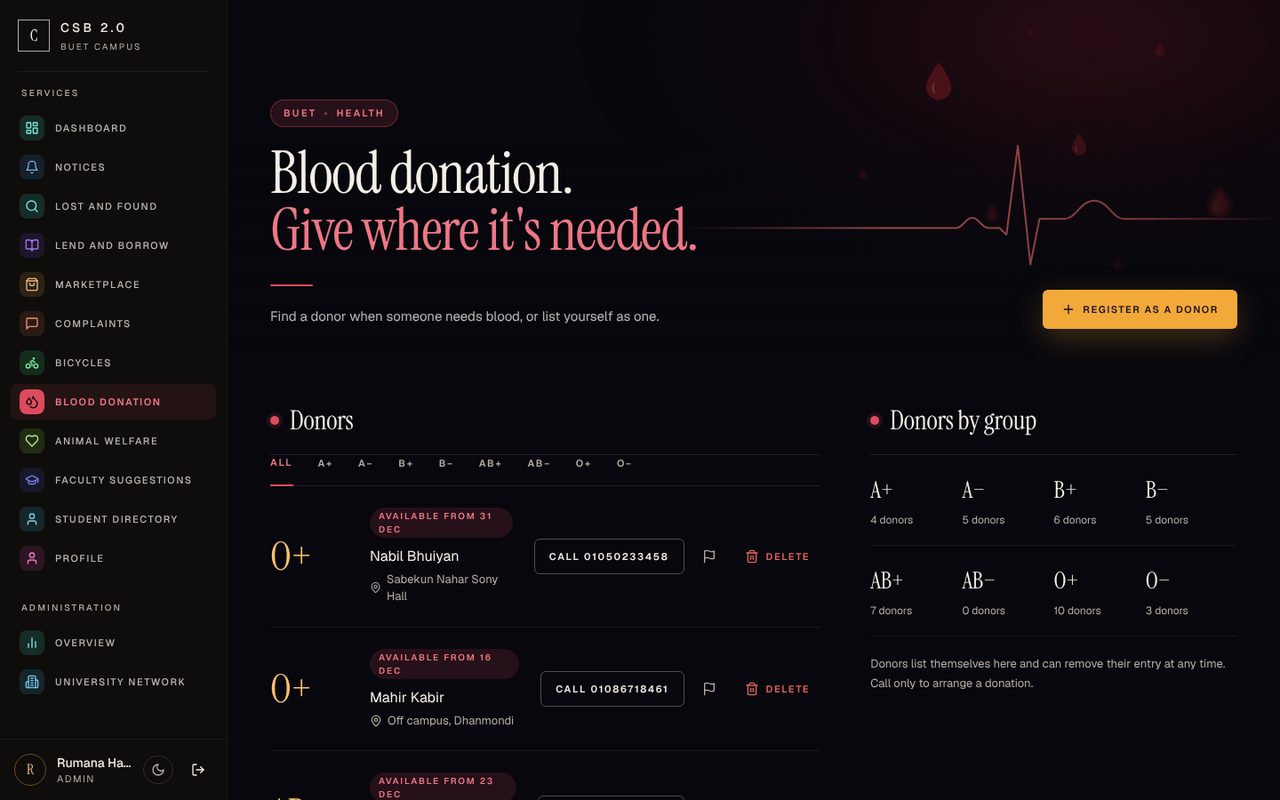 C
CSB 2.0
BUET CAMPUS
SERVICES
DASHBOARD
NOTICES
LOST AND FOUND
LEND AND BORROW
MARKETPLACE
COMPLAINTS
BICYCLES
BLOOD DONATION
ANIMAL WELFARE
FACULTY SUGGESTIONS
STUDENT DIRECTORY
PROFILE
ADMINISTRATION
OVERVIEW
UNIVERSITY NETWORK
R
Rumana Ha...
ADMIN
BUET · HEALTH
Blood donation.
Give where it's needed.
Find a donor when someone needs blood, or list yourself as one.
+ REGISTER AS A DONOR
Donors
ALL A+ A− B+ B− AB+ AB− O+ O−
O+
AVAILABLE FROM 31
DEC
Nabil Bhuiyan
Sabekun Nahar Sony
Hall
CALL 01050233458
DELETE
O+
AVAILABLE FROM 16
DEC
Mahir Kabir
Off campus, Dhanmondi
CALL 01086718461
DELETE
AVAILABLE FROM 23
DEC
Donors by group
A+ A− B+ B−
4 donors 5 donors 6 donors 5 donors
AB+ AB− O+ O−
7 donors 0 donors 10 donors 3 donors
Donors list themselves here and can remove their entry at any time.
Call only to arrange a donation.